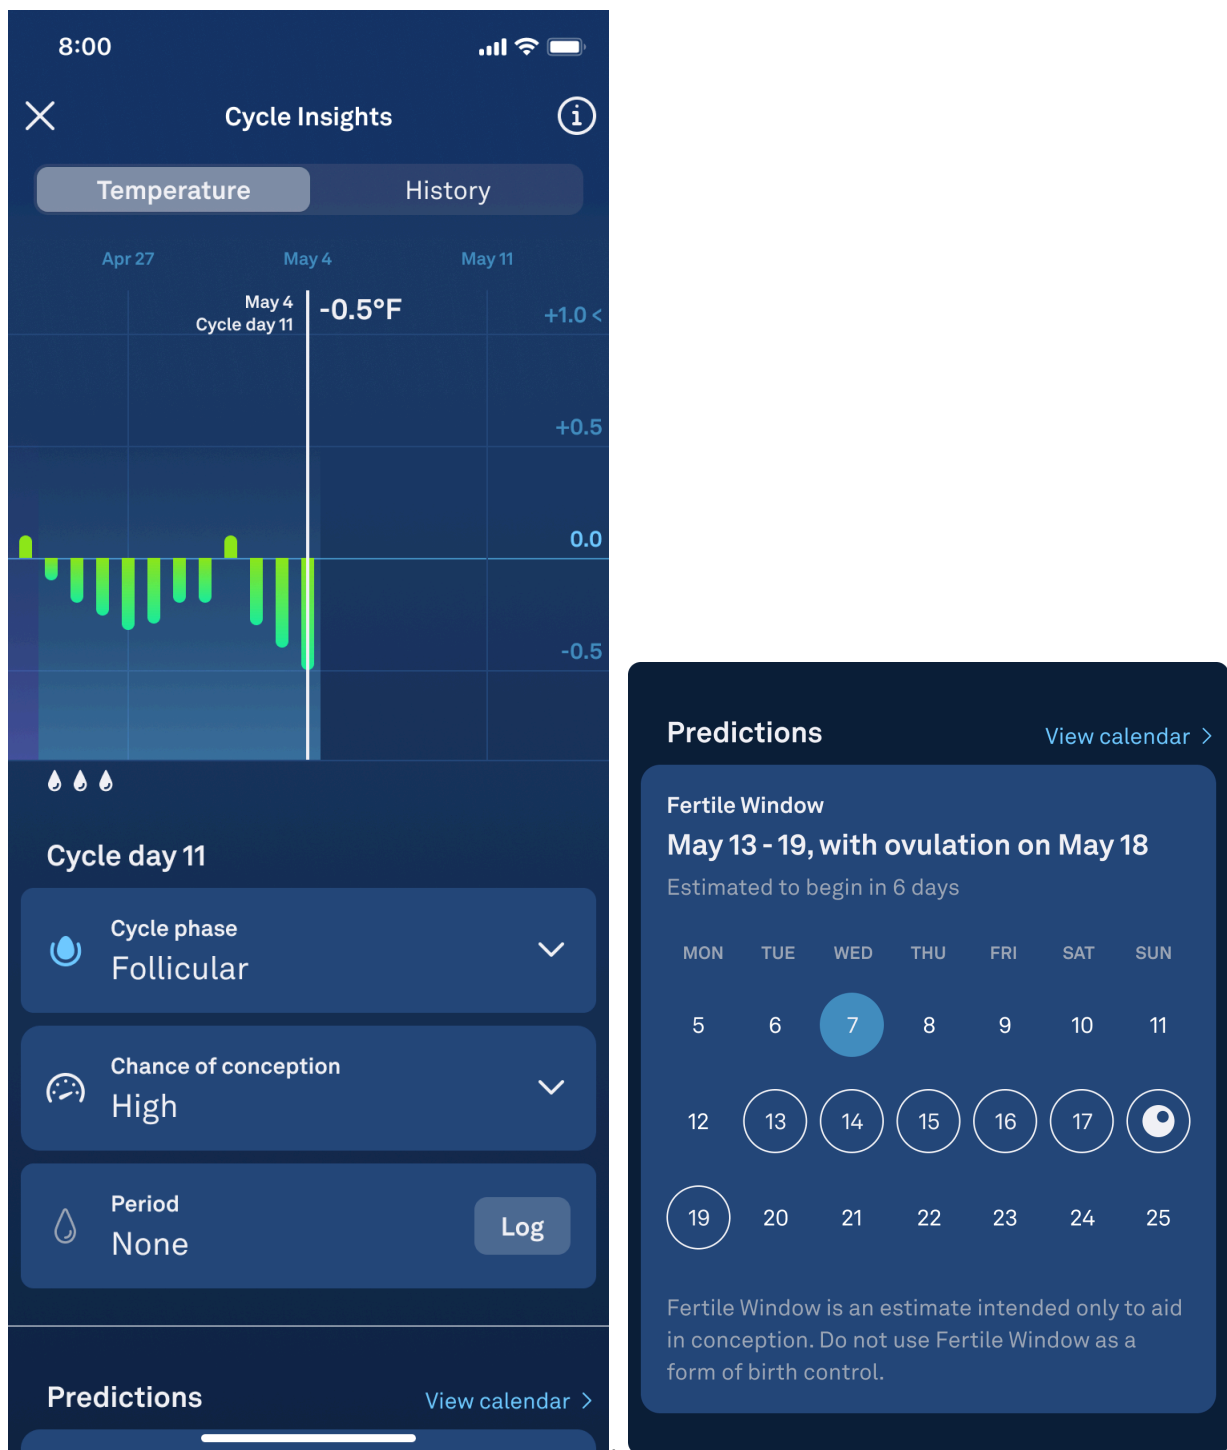 8:00
Cycle Insights
Temperature
History
Apr 27
May 4
May 11
May 4
Cycle day 11
-0.5°F
+1.0 <
+0.5
0.0
-0.5
Cycle day 11
Cycle phase
Follicular
Chance of conception
High
Period
None
Log
Predictions
View calendar >
Predictions
View calendar >
Fertile Window
May 13 - 19, with ovulation on May 18
Estimated to begin in 6 days
MON TUE WED THU FRI SAT SUN
5 6 7 8 9 10 11
12 13 14 15 16 17
19 20 21 22 23 24 25
Fertile Window is an estimate intended only to aid
in conception. Do not use Fertile Window as a
form of birth control.